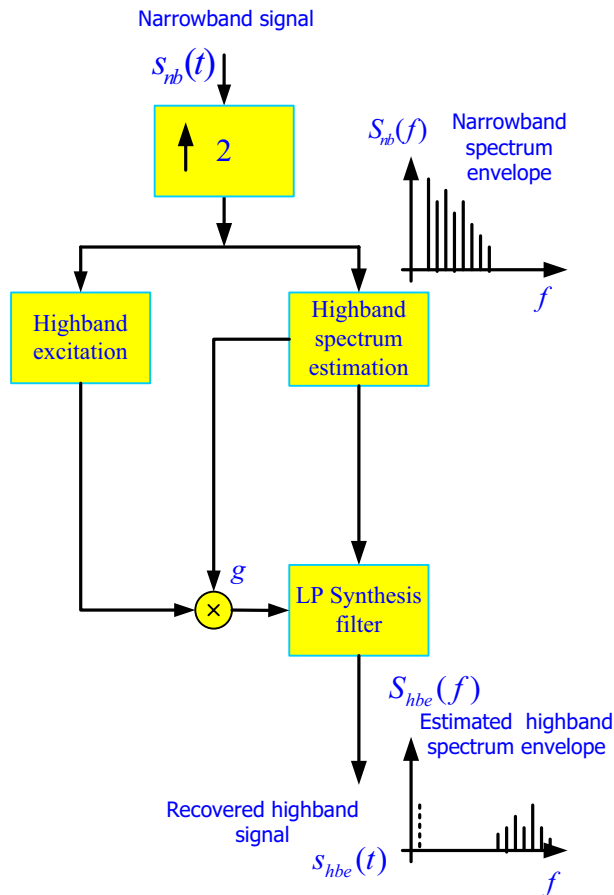 Narrowband signal
s_nb(t)
2
S_nb(f)
Narrowband
spectrum
envelope
f
Highband
excitation
Highband
spectrum
estimation
g
×
LP Synthesis
filter
S_hbe(f)
Estimated highband
spectrum envelope
Recovered highband
signal
s_hbe(t)
f